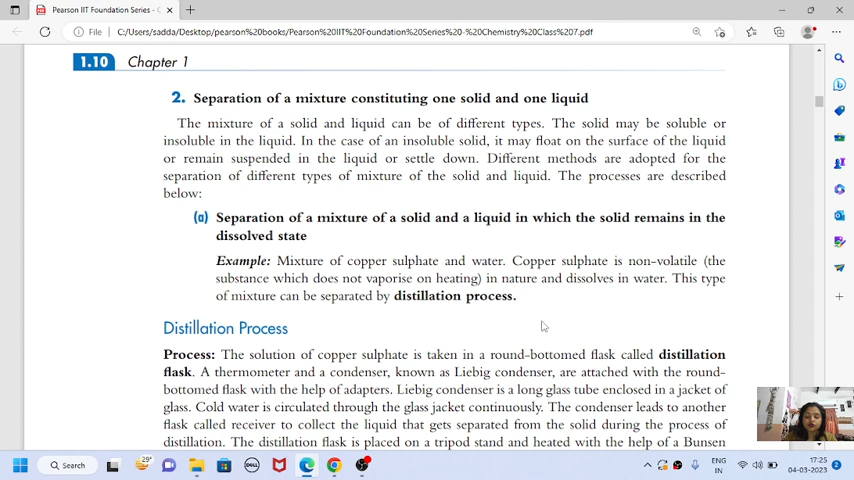 Pearson IIT Foundation Series - C
File
C:/Users/sadda/Desktop/pearson%20books/Pearson%20IIT%20Foundation%20Series%20-%20Chemistry%20Class%207.pdf
1.10 Chapter 1
2. Separation of a mixture constituting one solid and one liquid
The mixture of a solid and liquid can be of different types. The solid may be soluble or
insoluble in the liquid. In the case of an insoluble solid, it may float on the surface of the liquid
or remain suspended in the liquid or settle down. Different methods are adopted for the
separation of different types of mixture of the solid and liquid. The processes are described
below:
(a) Separation of a mixture of a solid and a liquid in which the solid remains in the
dissolved state
Example: Mixture of copper sulphate and water. Copper sulphate is non-volatile (the
substance which does not vaporise on heating) in nature and dissolves in water. This type
of mixture can be separated by distillation process.
Distillation Process
Process: The solution of copper sulphate is taken in a round-bottomed flask called distillation
flask. A thermometer and a condenser, known as Liebig condenser, are attached with the round-
bottomed flask with the help of adapters. Liebig condenser is a long glass tube enclosed in a jacket of
glass. Cold water is circulated through the glass jacket continuously. The condenser leads to another
flask called receiver to collect the liquid that gets separated from the solid during the process of
distillation. The distillation flask is placed on a tripod stand and heated with the help of a Bunsen
Search
29°
DELL
ENG
IN
17:25
04-03-2023
2